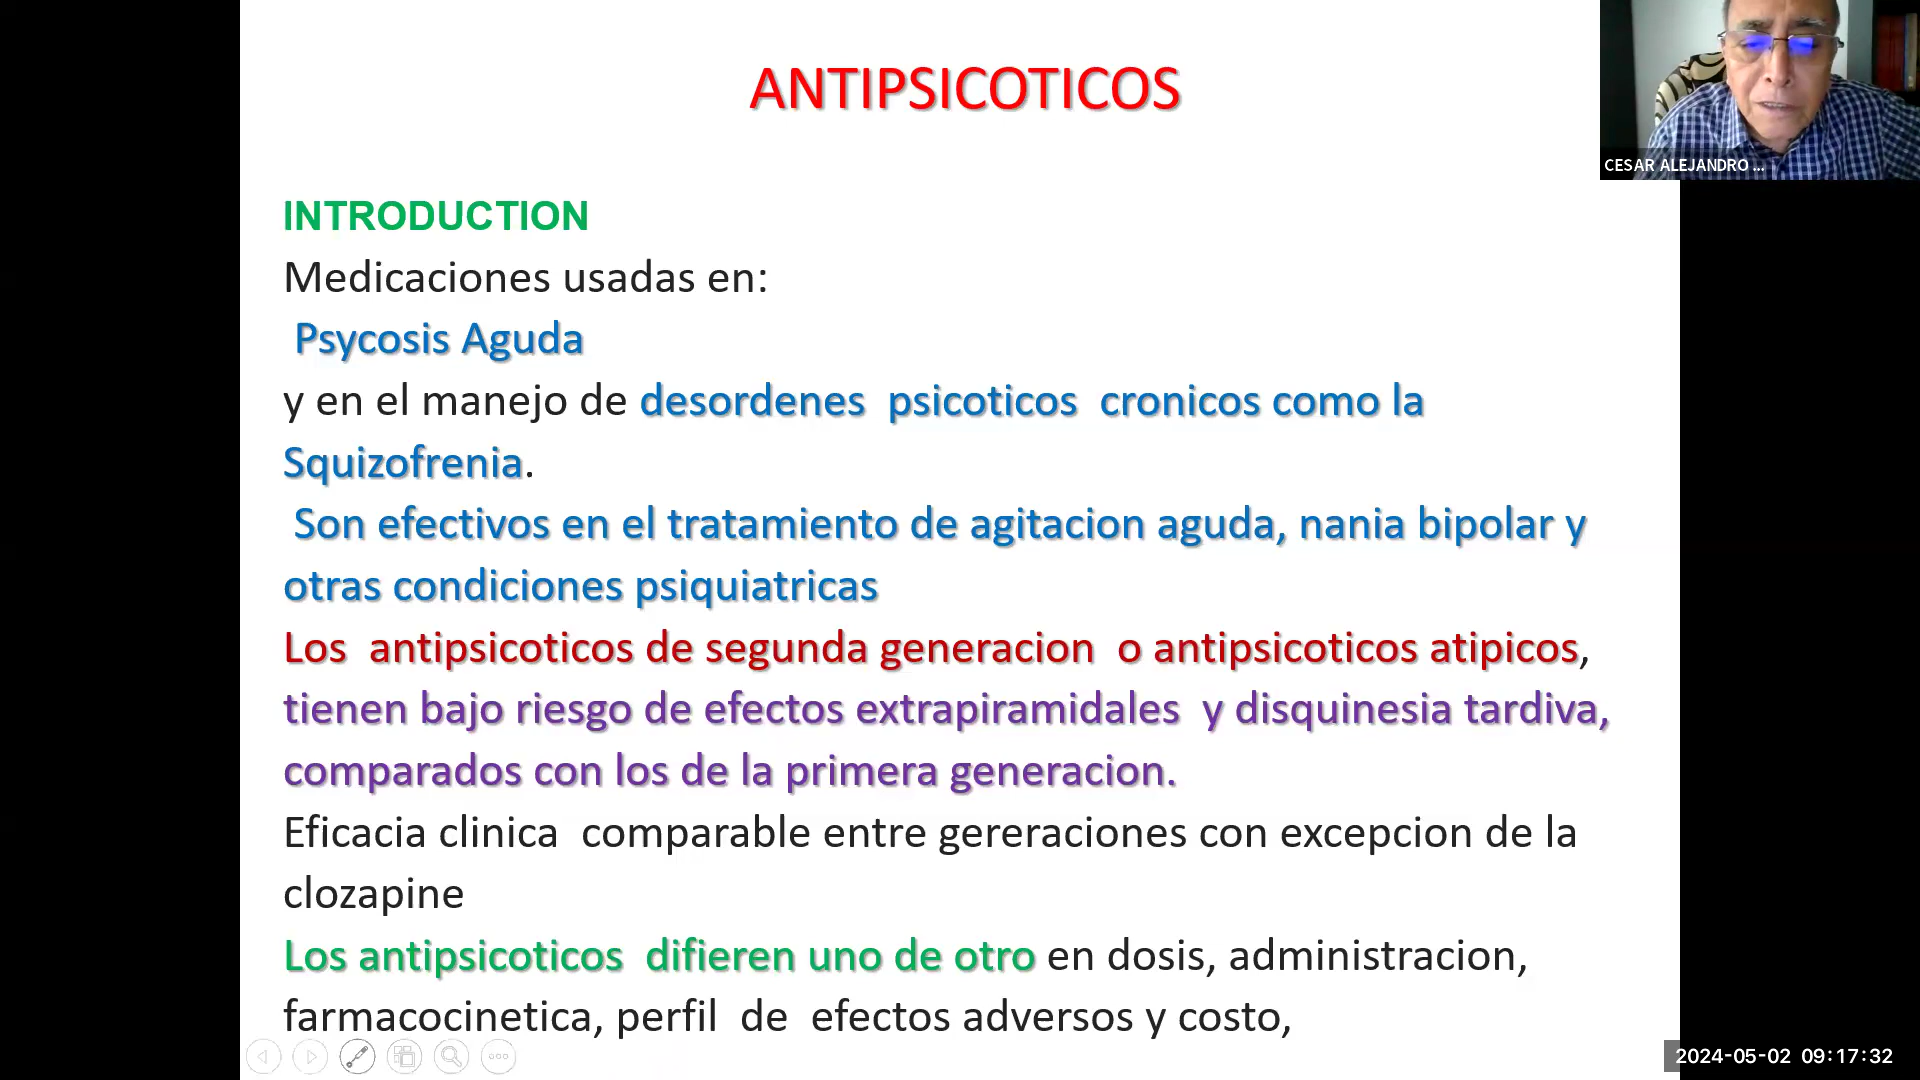 ANTIPSICOTICOS
CESAR ALEJANDRO ...
INTRODUCTION
Medicaciones usadas en:
Psycosis Aguda
y en el manejo de desordenes psicoticos cronicos como la
Squizofrenia.
Son efectivos en el tratamiento de agitacion aguda, nania bipolar y
otras condiciones psiquiatricas
Los antipsicoticos de segunda generacion o antipsicoticos atipicos,
tienen bajo riesgo de efectos extrapiramidales y disquinesia tardiva,
comparados con los de la primera generacion.
Eficacia clinica comparable entre gereraciones con excepcion de la
clozapine
Los antipsicoticos difieren uno de otro en dosis, administracion,
farmacocinetica, perfil de efectos adversos y costo,
2024-05-02 09:17:32